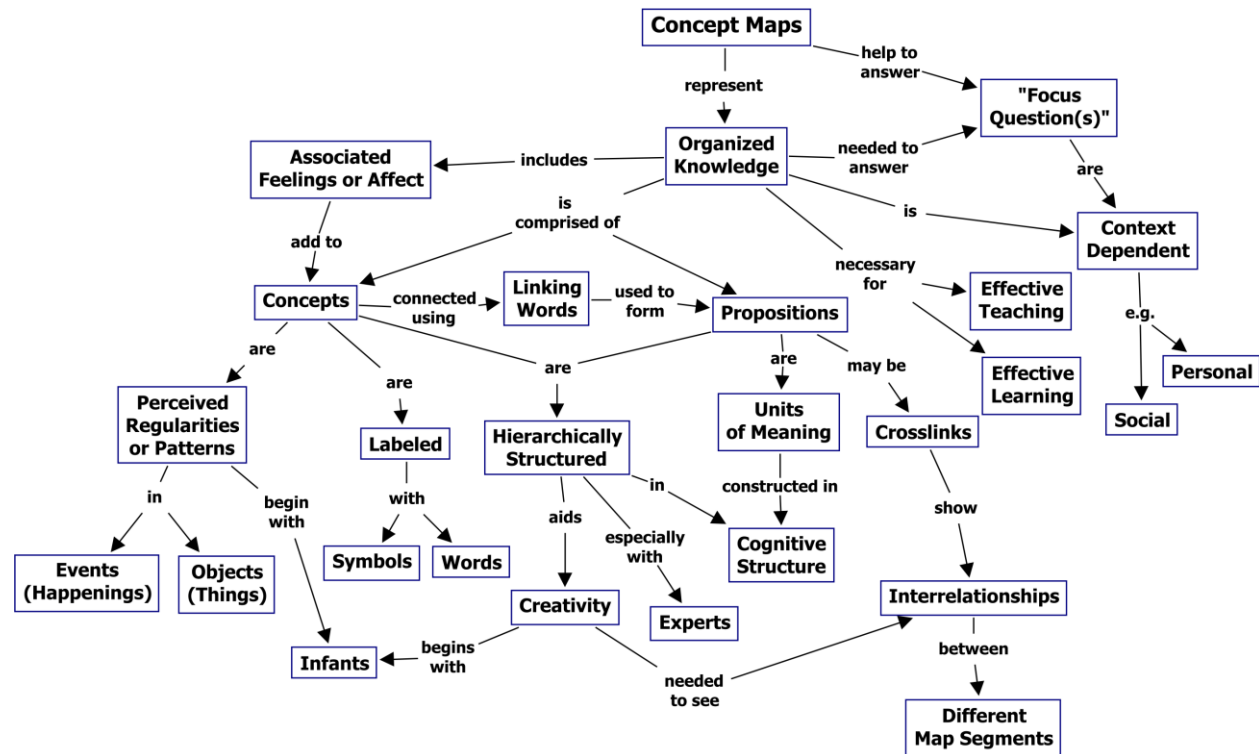 Concept Maps
help to
answer
represent
"Focus
Question(s)"
Organized
Knowledge
needed to
answer
includes
Associated
Feelings or Affect
are
is
comprised of
is
Context
Dependent
add to
necessary
for
Concepts
connected
using
Linking
Words
used to
form
Propositions
Effective
Teaching
e.g.
are
are
are
are
may be
Effective
Learning
Personal
Perceived
Regularities
or Patterns
Labeled
Hierarchically
Structured
Units
of Meaning
Crosslinks
Social
in
begin
with
with
aids
especially
with
in
constructed in
show
Events
(Happenings)
Objects
(Things)
Symbols
Words
Cognitive
Structure
Creativity
Experts
Interrelationships
Infants
begins
with
needed
to see
between
Different
Map Segments